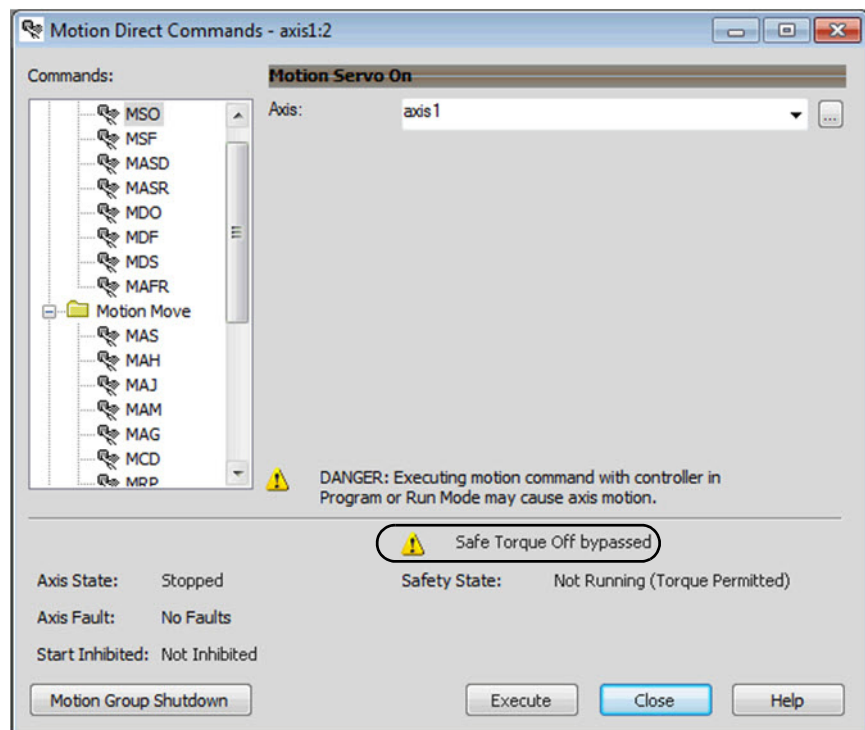 Motion Direct Commands - axis1:2
Commands:
Motion Servo On
MSO
MSF
MASD
MASR
MDO
MDF
MDS
MAFR
Motion Move
MAS
MAH
MAJ
MAM
MAG
MCD
MRP
Axis:
axis1
...
DANGER: Executing motion command with controller in
Program or Run Mode may cause axis motion.
Safe Torque Off bypassed
Axis State: Stopped
Safety State: Not Running (Torque Permitted)
Axis Fault: No Faults
Start Inhibited: Not Inhibited
Motion Group Shutdown
Execute
Close
Help